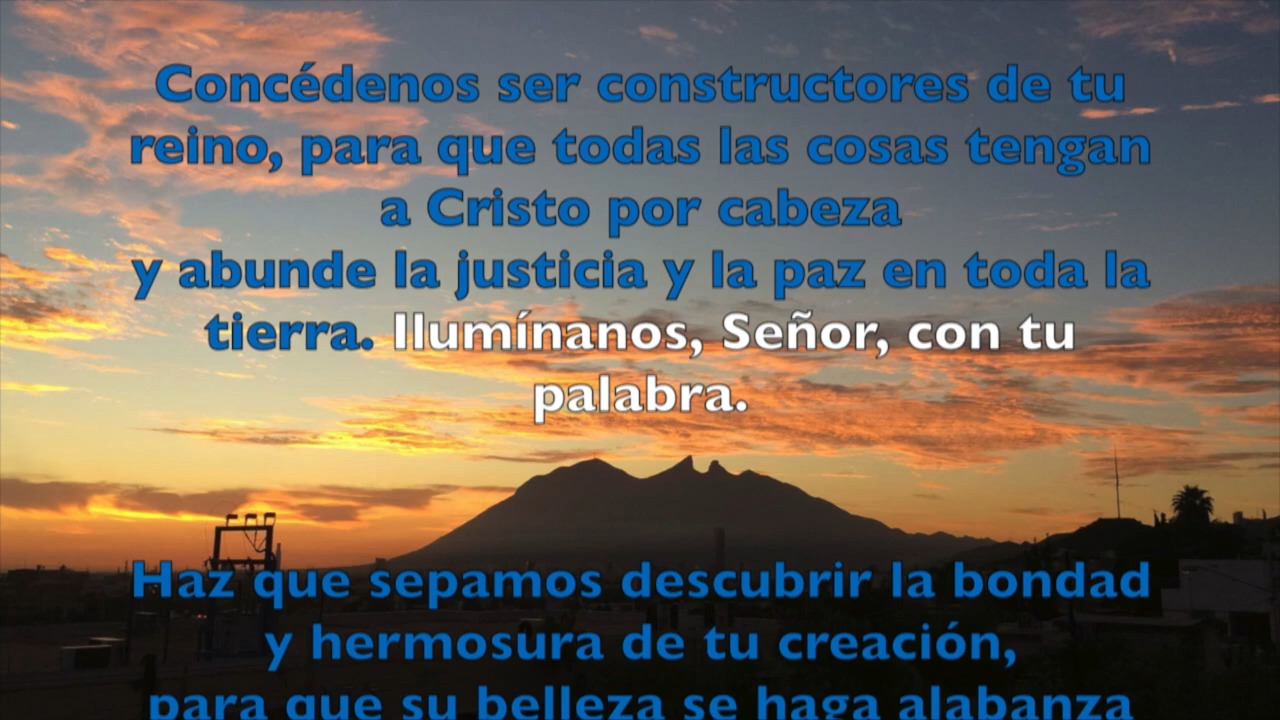 Concédenos ser constructores de tu
reino, para que todas las cosas tengan
a Cristo por cabeza
y abunde la justicia y la paz en toda la
tierra. Ilumínanos, Señor, con tu
palabra.
Haz que sepamos descubrir la bondad
y hermosura de tu creación,
para que su belleza se haga alabanza